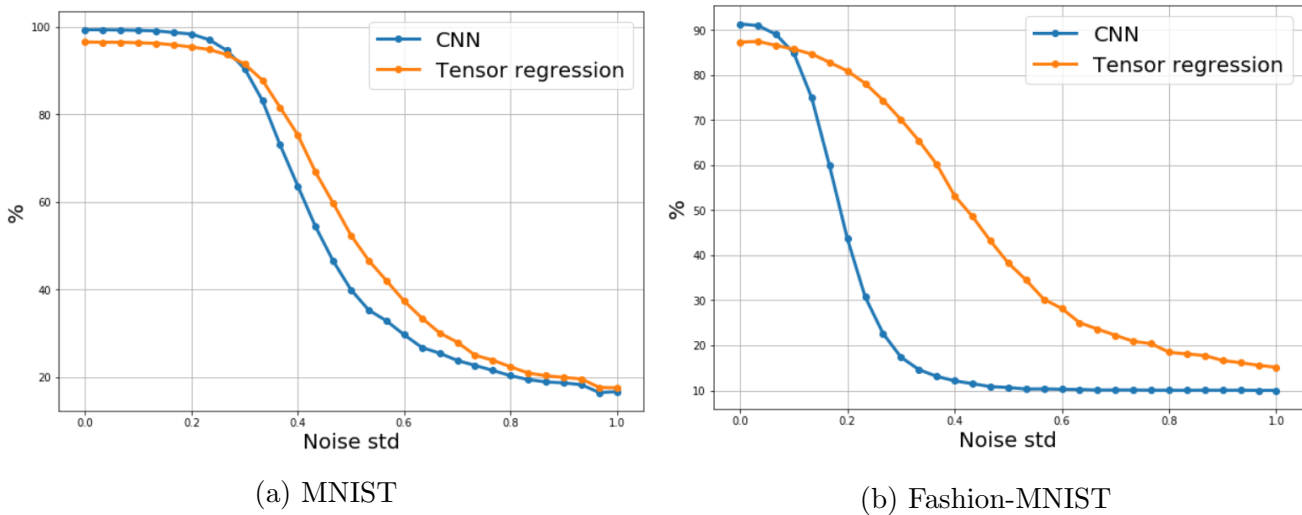 100
80
60
40
20
%
0.0 0.2 0.4 0.6 0.8 1.0
Noise std
CNN
Tensor regression
(a) MNIST
90
80
70
60
50
40
30
20
10
%
0.0 0.2 0.4 0.6 0.8 1.0
Noise std
CNN
Tensor regression
(b) Fashion-MNIST